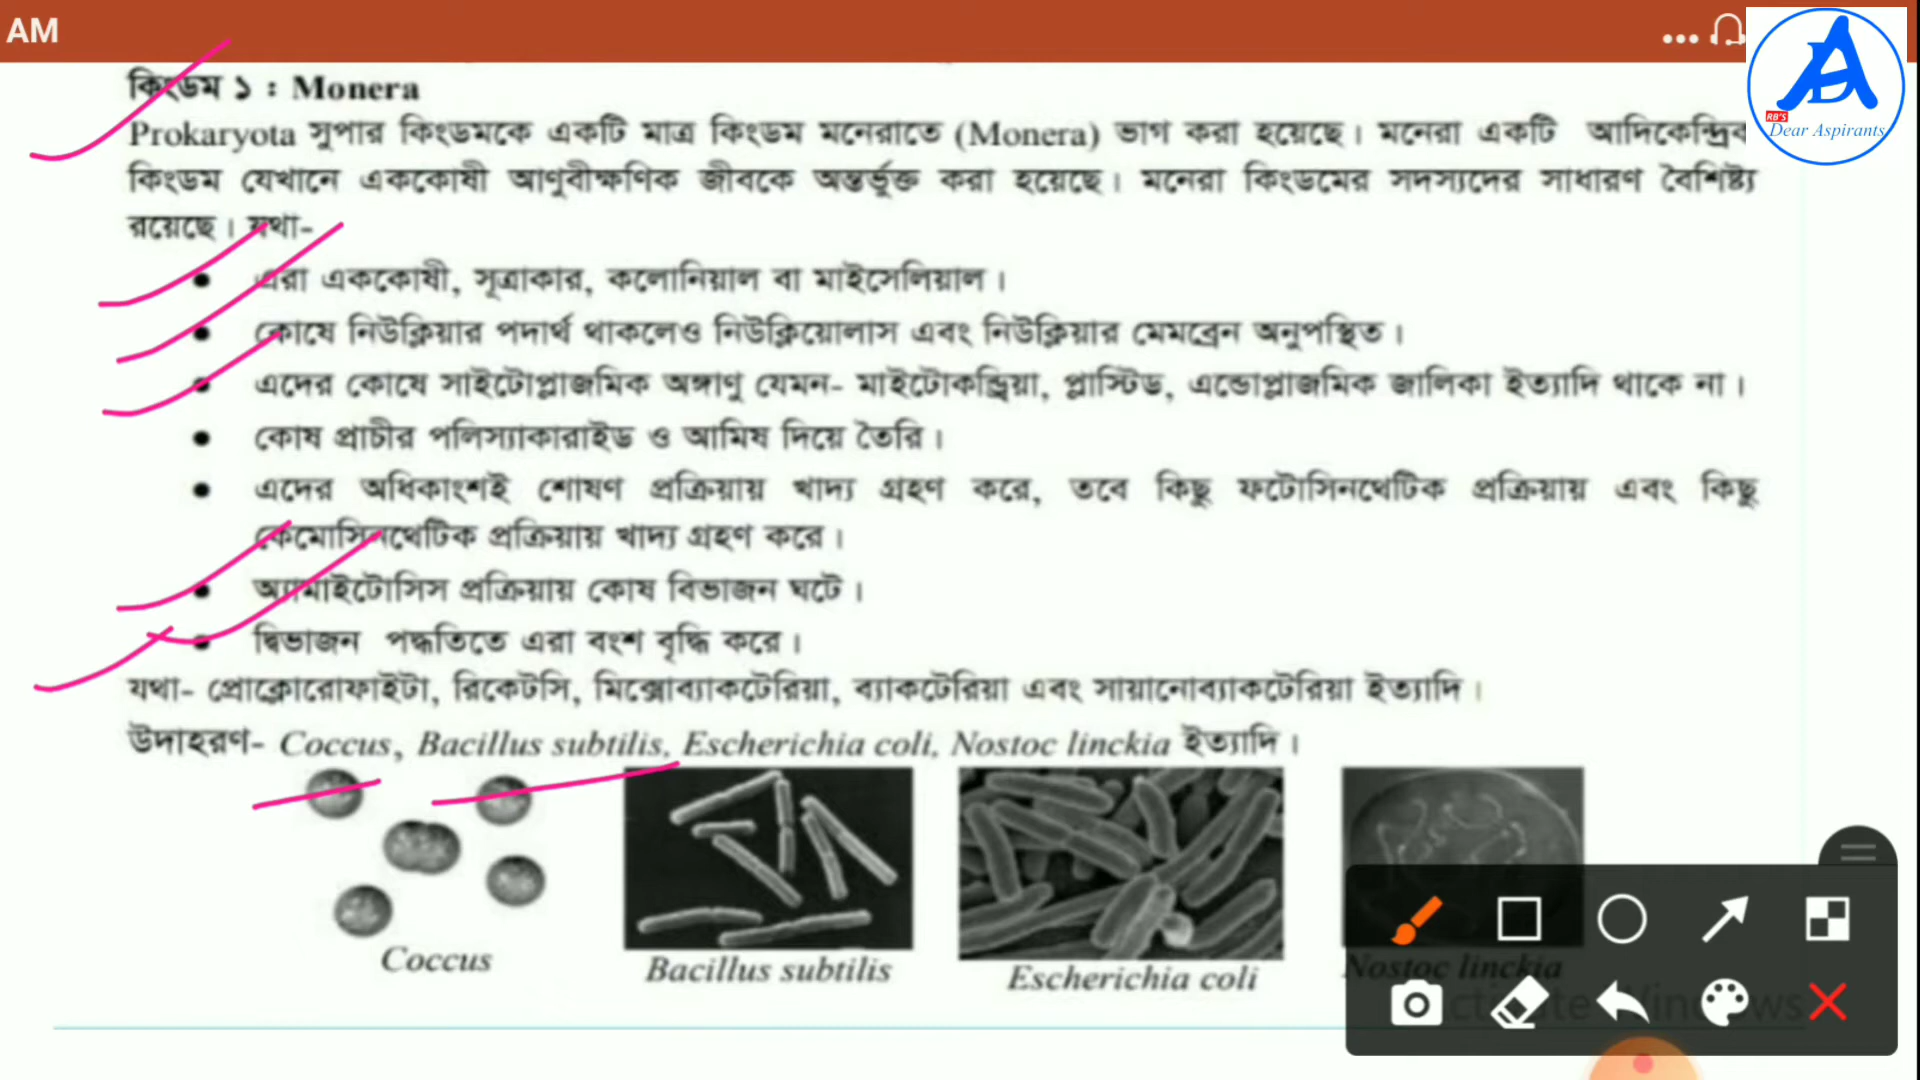 AM
কিংডম ১ : Monera
Prokaryota সুপার কিংডমকে একটি মাত্র কিংডম মনেরাতে (Monera) ভাগ করা হয়েছে। মনেরা একটি আদিকেন্দ্রিক
কিংডম যেখানে এককোষী আণুবীক্ষণিক জীবকে অন্তর্ভুক্ত করা হয়েছে। মনেরা কিংডমের সদস্যদের সাধারণ বৈশিষ্ট্য
রয়েছে। যথা-
● এরা এককোষী, সূত্রাকার, কলোনিয়াল বা মাইসেলিয়াল।
● কোষে নিউক্লিয়ার পদার্থ থাকলেও নিউক্লিয়োলাস এবং নিউক্লিয়ার মেমব্রেন অনুপস্থিত।
● এদের কোষে সাইটোপ্লাজমিক অঙ্গাণু যেমন- মাইটোকন্ড্রিয়া, প্লাস্টিড, এন্ডোপ্লাজমিক জালিকা ইত্যাদি থাকে না।
● কোষ প্রাচীর পলিস্যাকারাইড ও আমিষ দিয়ে তৈরি।
● এদের অধিকাংশই শোষণ প্রক্রিয়ায় খাদ্য গ্রহণ করে, তবে কিছু ফটোসিনথেটিক প্রক্রিয়ায় এবং কিছু
কেমোসিনথেটিক প্রক্রিয়ায় খাদ্য গ্রহণ করে।
● অ্যামাইটোসিস প্রক্রিয়ায় কোষ বিভাজন ঘটে।
● দ্বিভাজন পদ্ধতিতে এরা বংশ বৃদ্ধি করে।
যথা- প্রোক্লোরোফাইটা, রিকেটসি, মিক্সোব্যাকটেরিয়া, ব্যাকটেরিয়া এবং সায়ানোব্যাকটেরিয়া ইত্যাদি।
উদাহরণ- Coccus, Bacillus subtilis, Escherichia coli, Nostoc linckia ইত্যাদি।
Coccus
Bacillus subtilis
Escherichia coli
Nostoc linckia
RB'S
Dear Aspirants